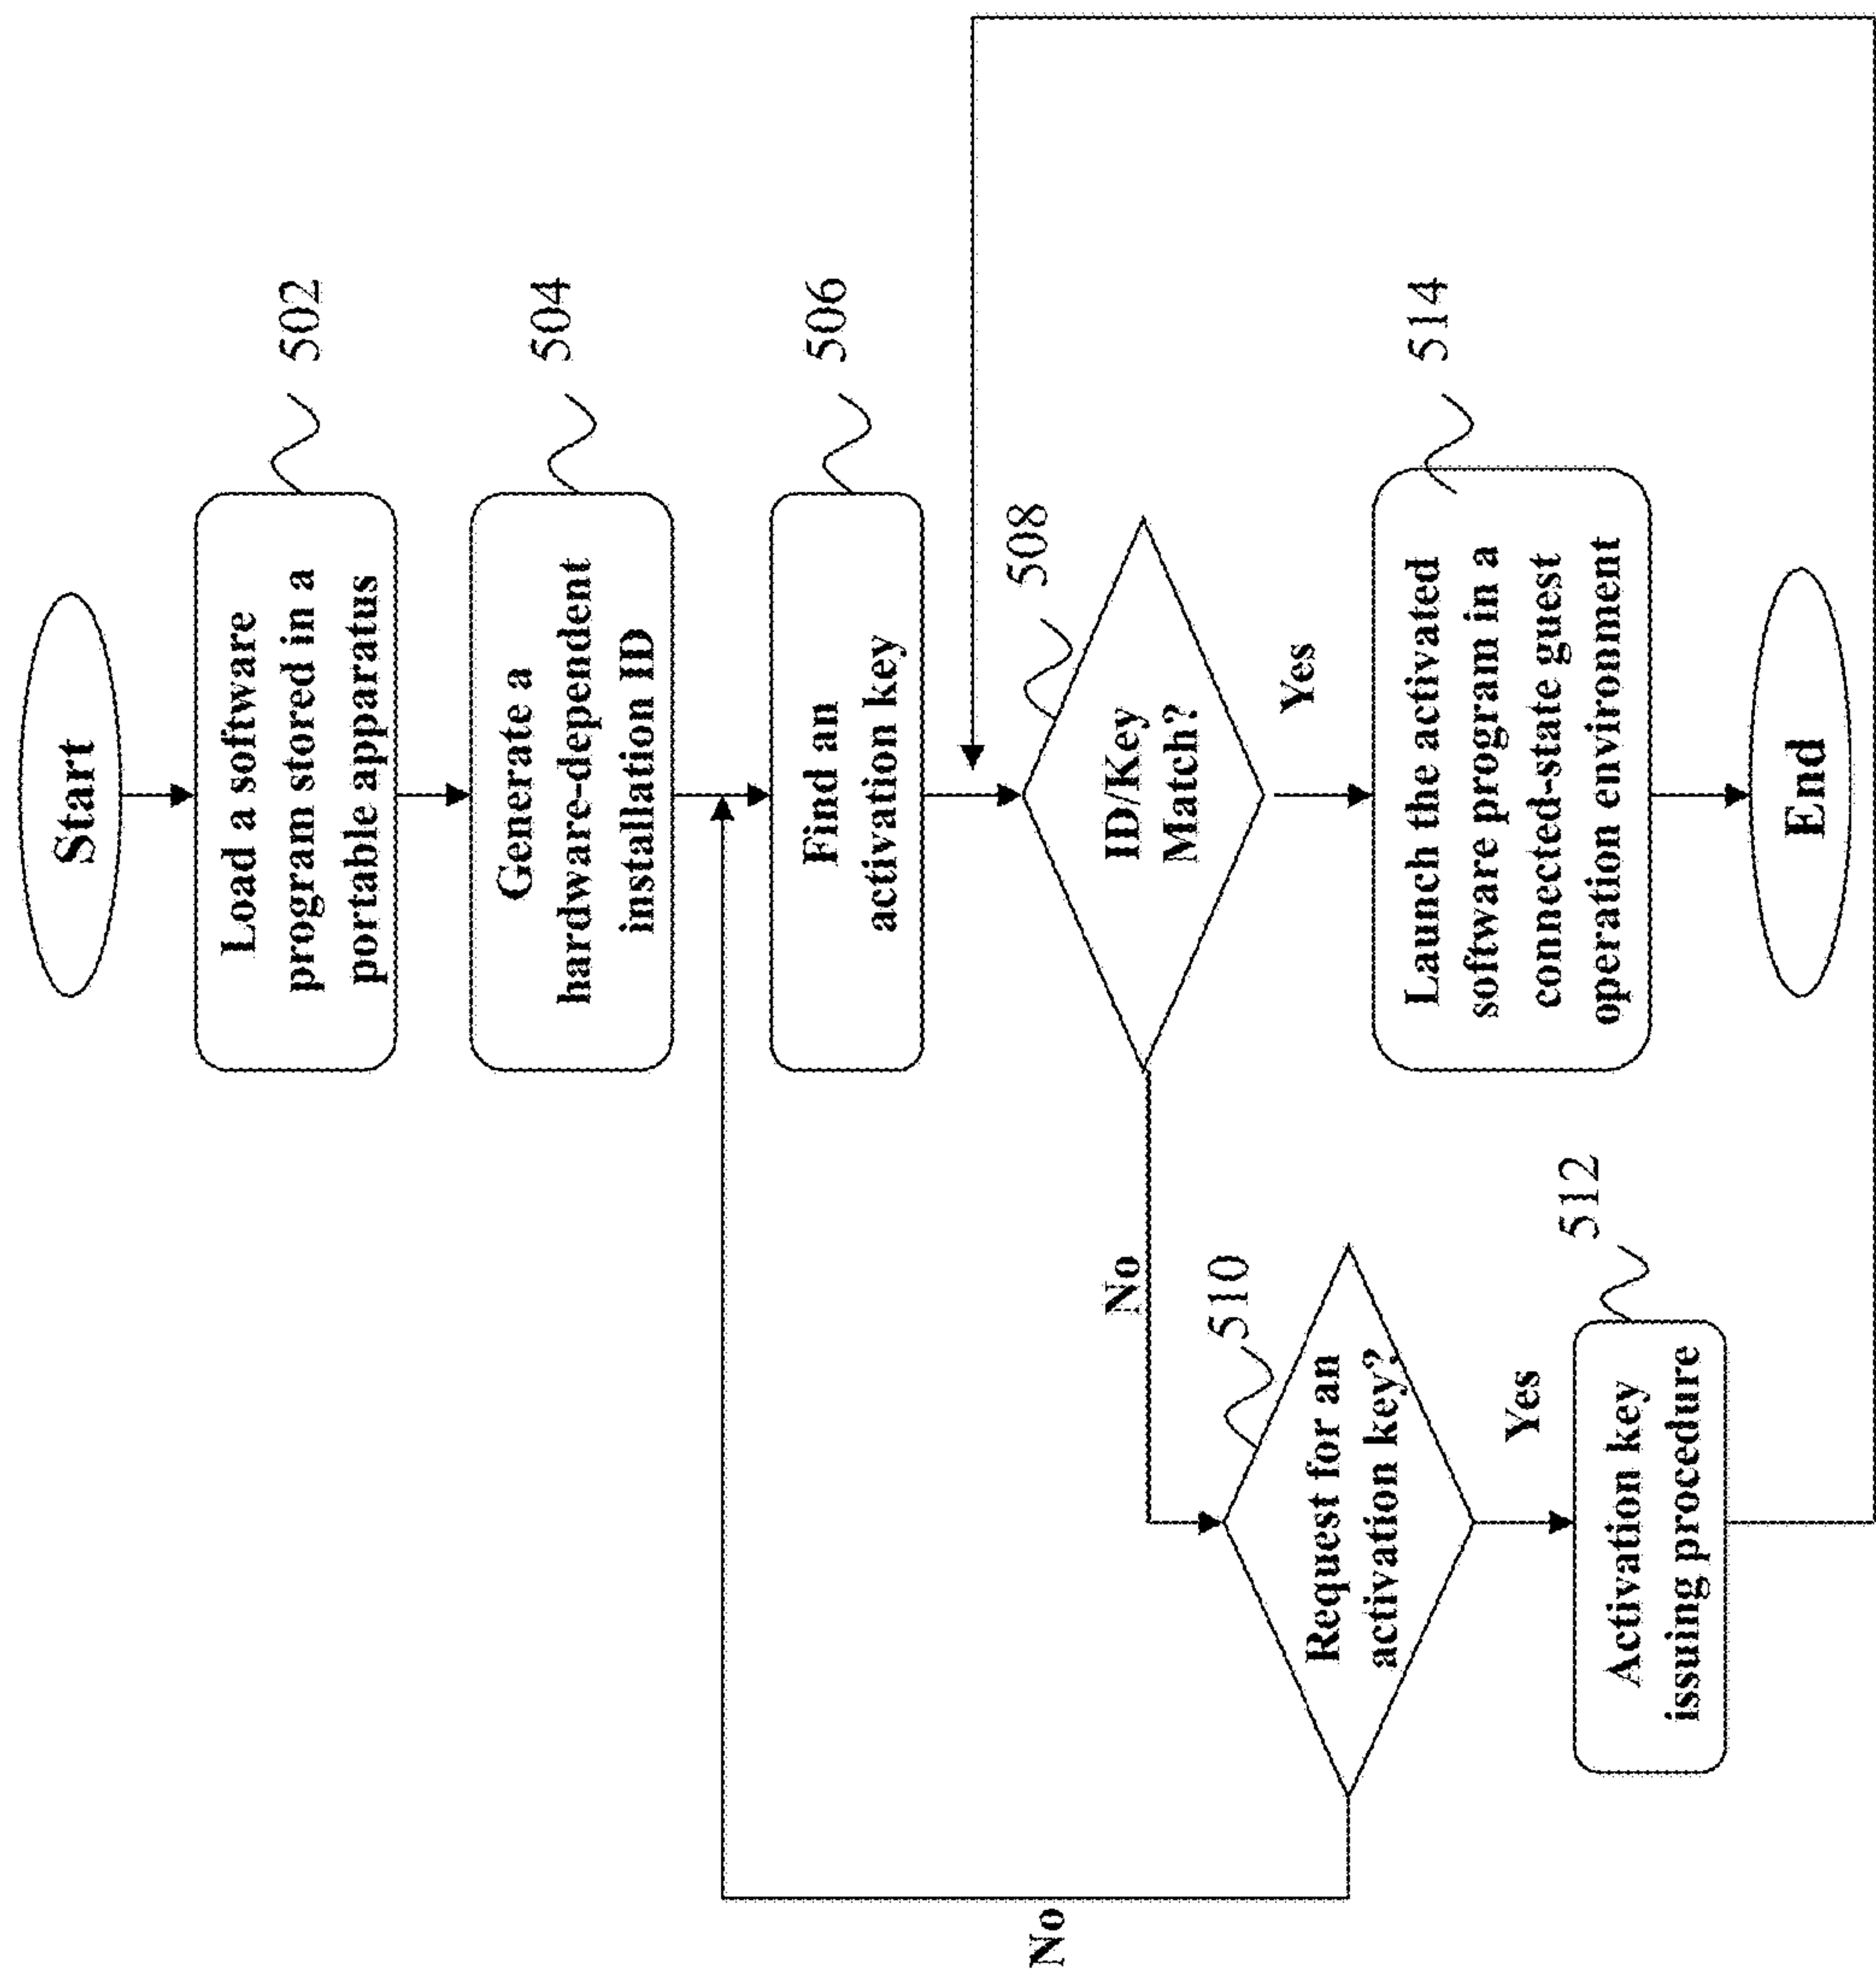 Start
Load a software
program stored in a
portable apparatus
502
Generate a
hardware-dependent
installation ID
504
Find an
activation key
506
ID/Key
Match?
508
No
Yes
Request for an
activation key?
510
No
Yes
Activation key
issuing procedure
512
Launch the activated
software program in a
connected-state guest
operation environment
514
End